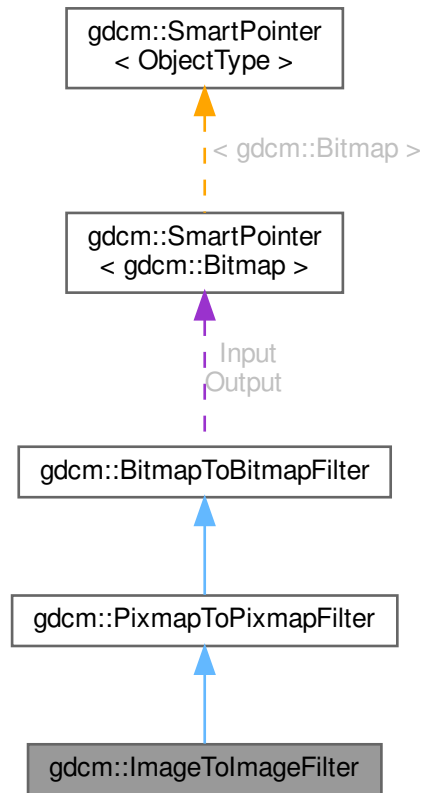 gdcm::SmartPointer
< ObjectType >
< gdcm::Bitmap >
gdcm::SmartPointer
< gdcm::Bitmap >
Input
Output
gdcm::BitmapToBitmapFilter
gdcm::PixmapToPixmapFilter
gdcm::ImageToImageFilter